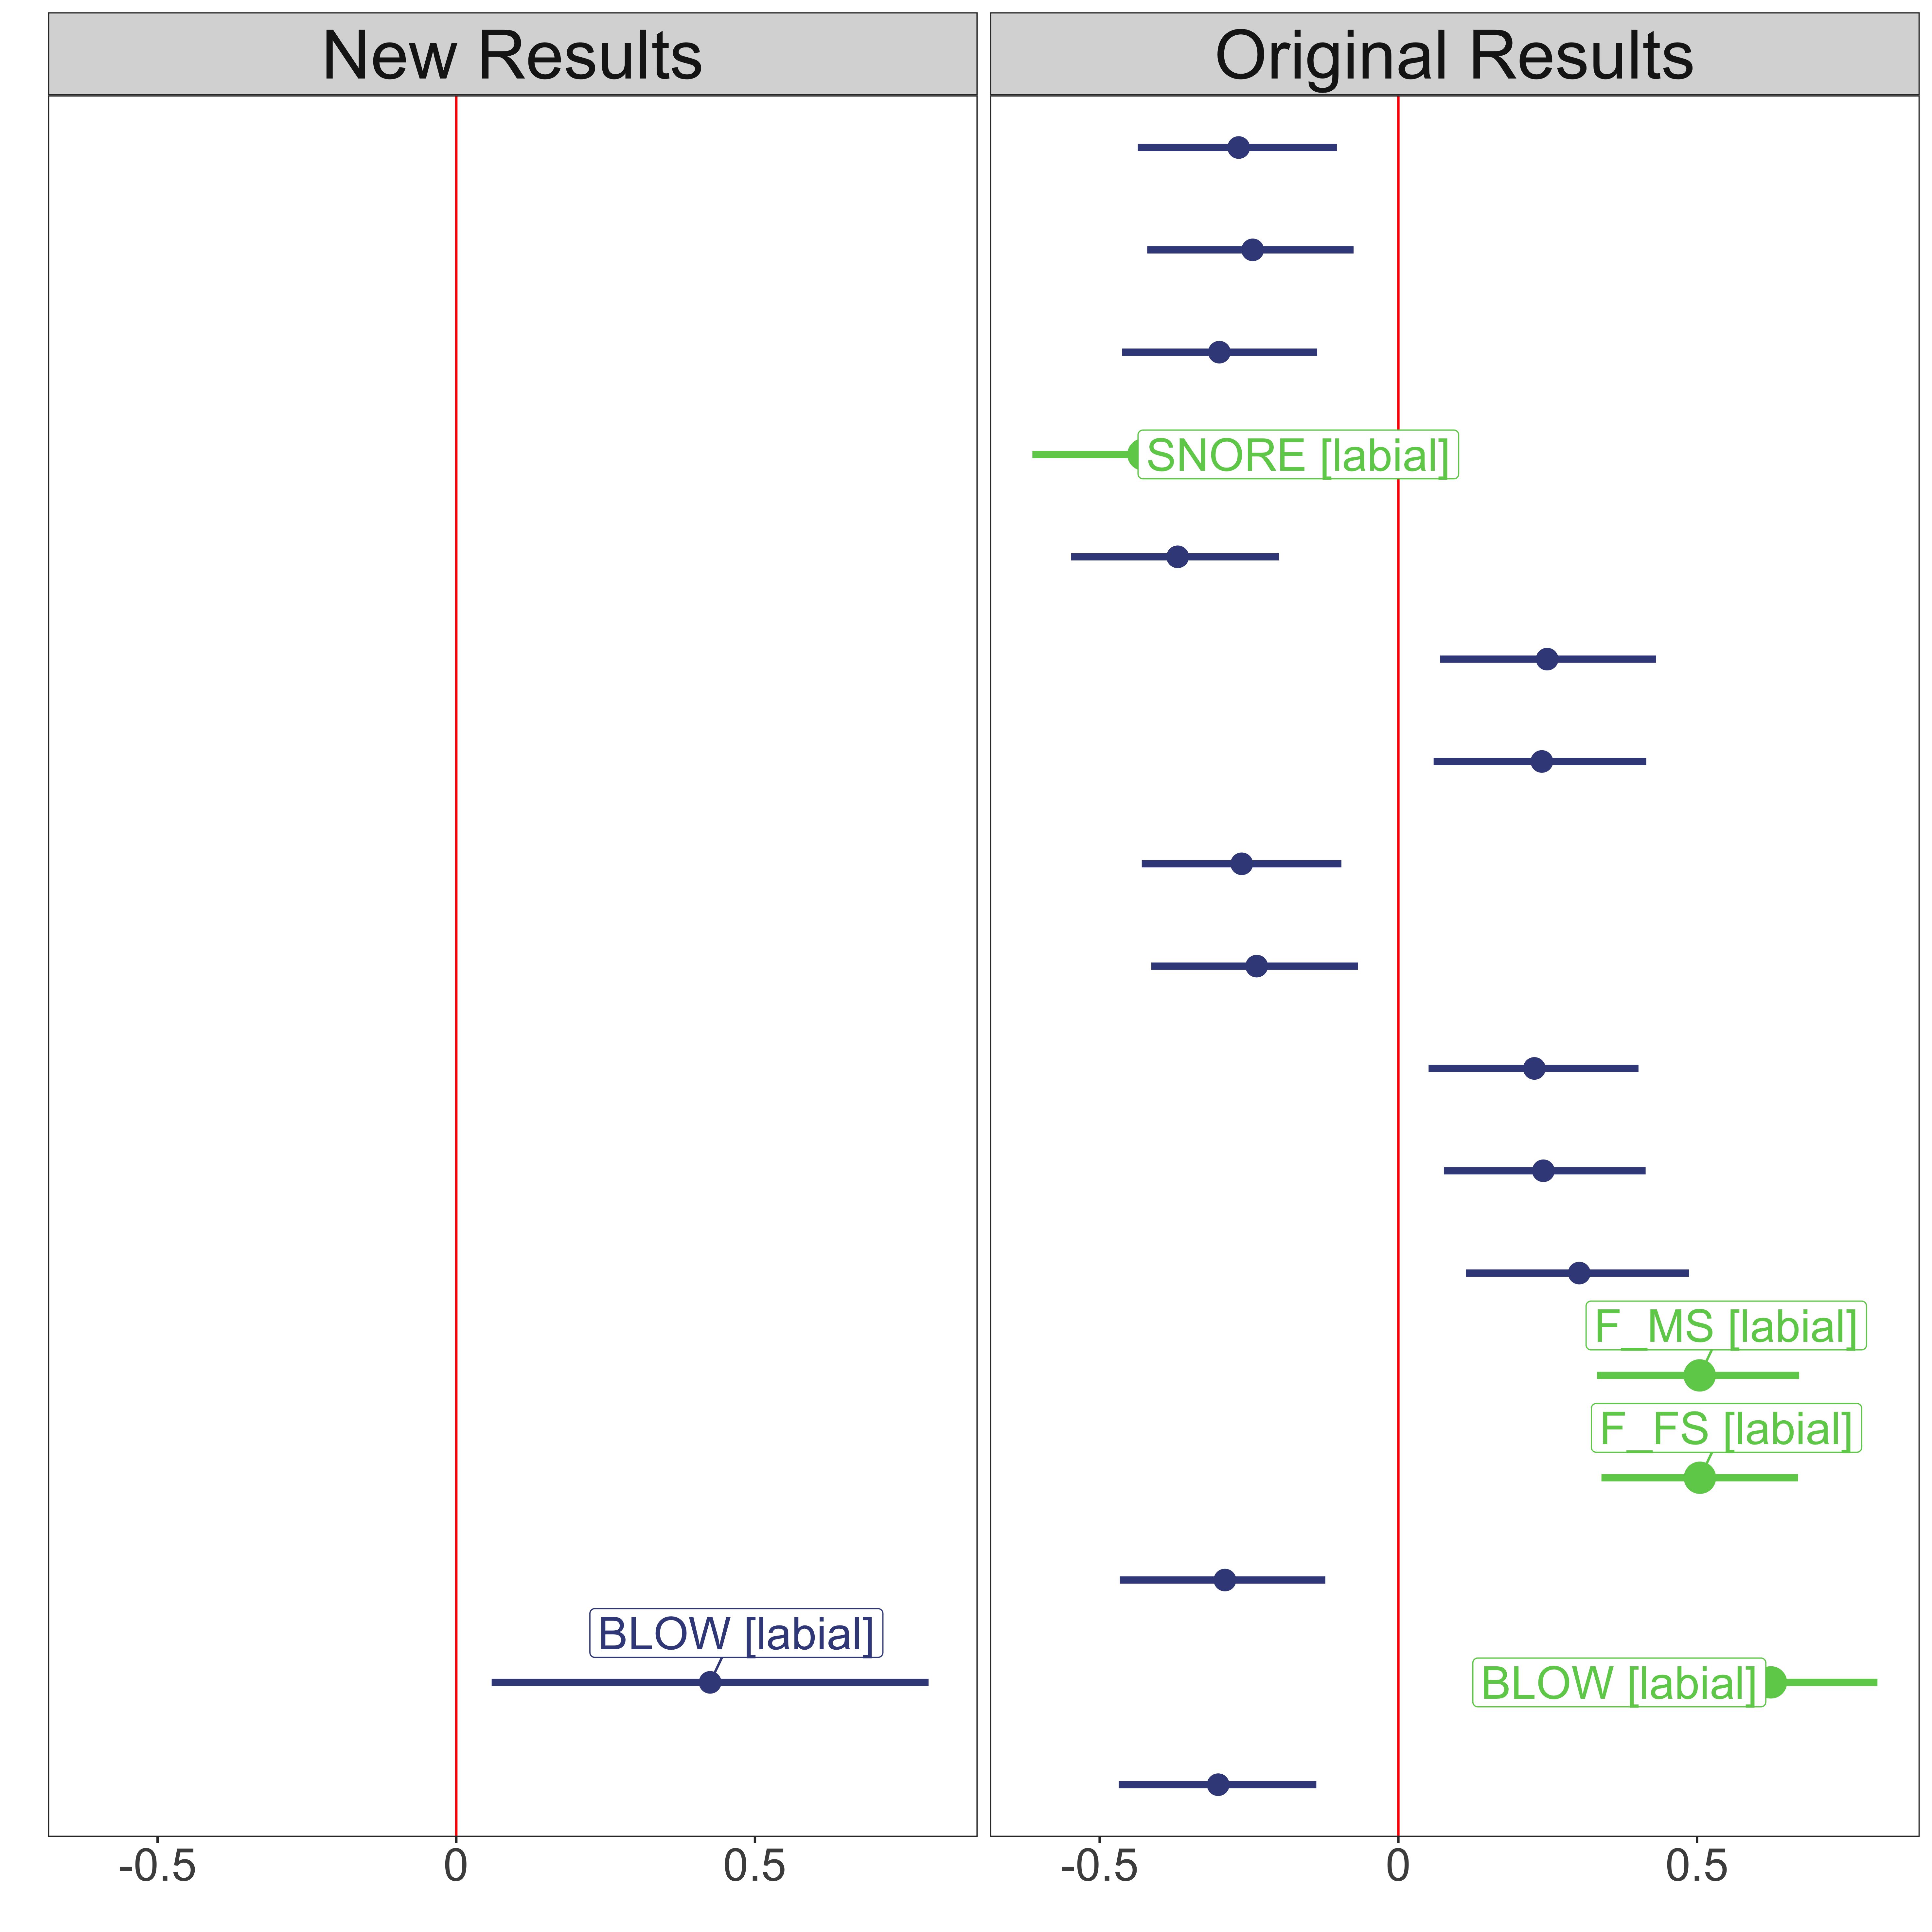 New Results
Original Results
SNORE [labial]
F_MS [labial]
F_FS [labial]
BLOW [labial]
BLOW [labial]
-0.5 0 0.5
-0.5 0 0.5